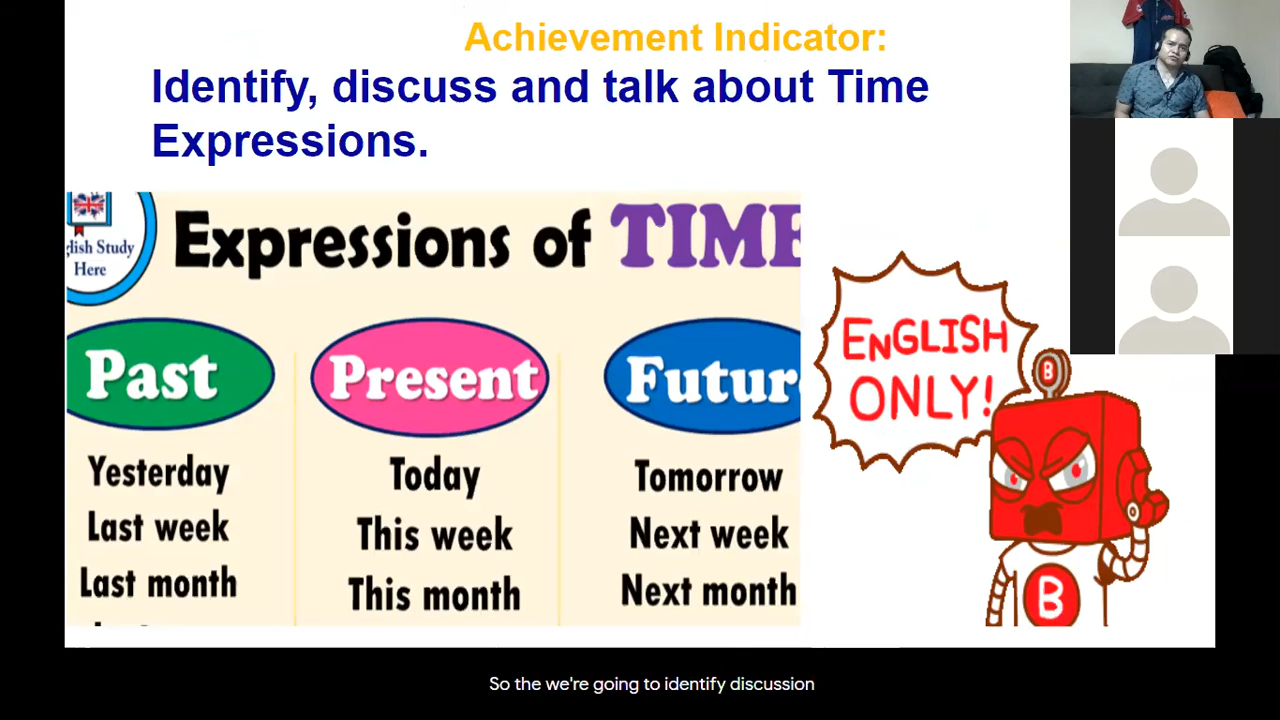 Achievement Indicator:
Identify, discuss and talk about Time
Expressions.
glish Study
Here
Expressions of TIME
Past
Present
Futur
Yesterday
Today
Tomorrow
Last week
This week
Next week
Last month
This month
Next month
ENGLISH
ONLY!
B
B
So the we're going to identify discussion